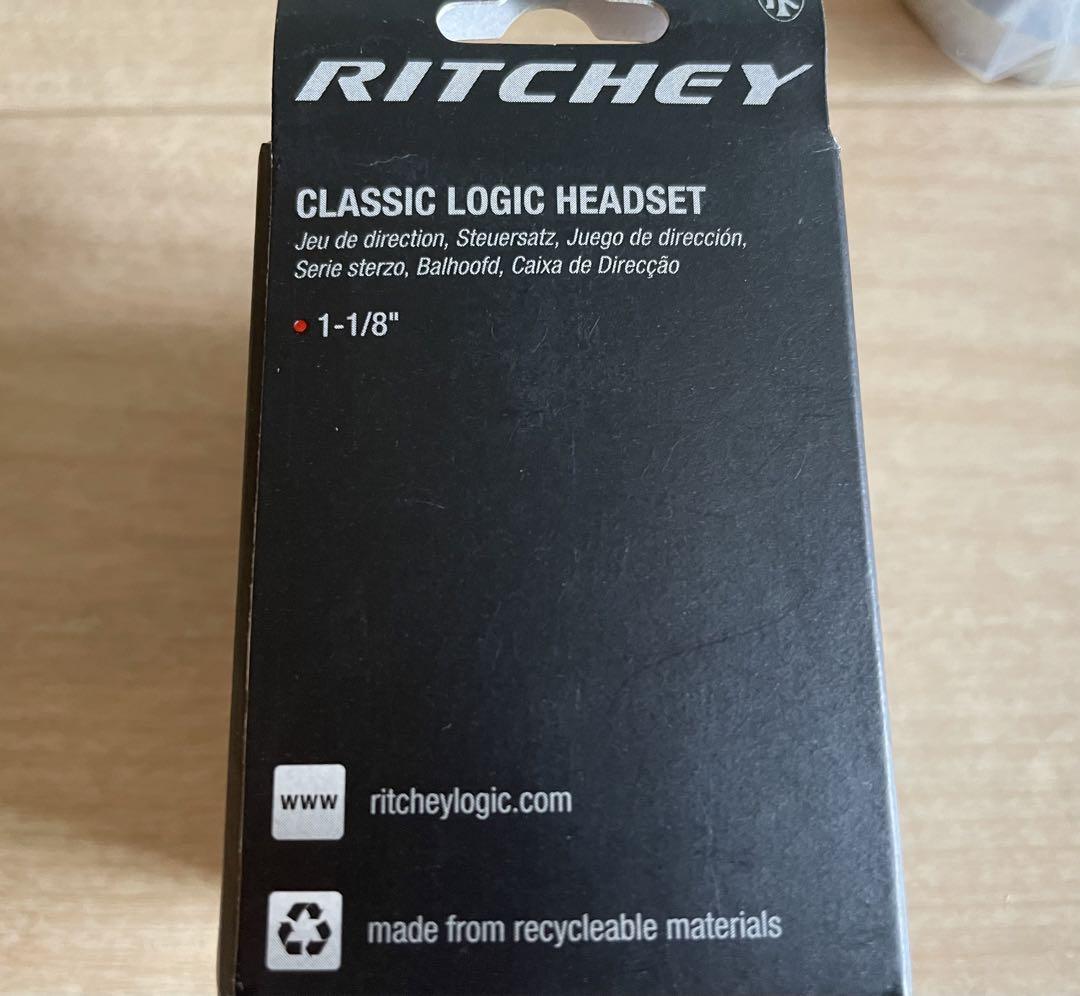 RITCHEY
CLASSIC LOGIC HEADSET
Jeu de direction, Steuersatz, Juego de dirección,
Serie sterzo, Balhoofd, Caixa de Direcção
• 1-1/8"
www ritcheylogic.com
made from recycleable materials